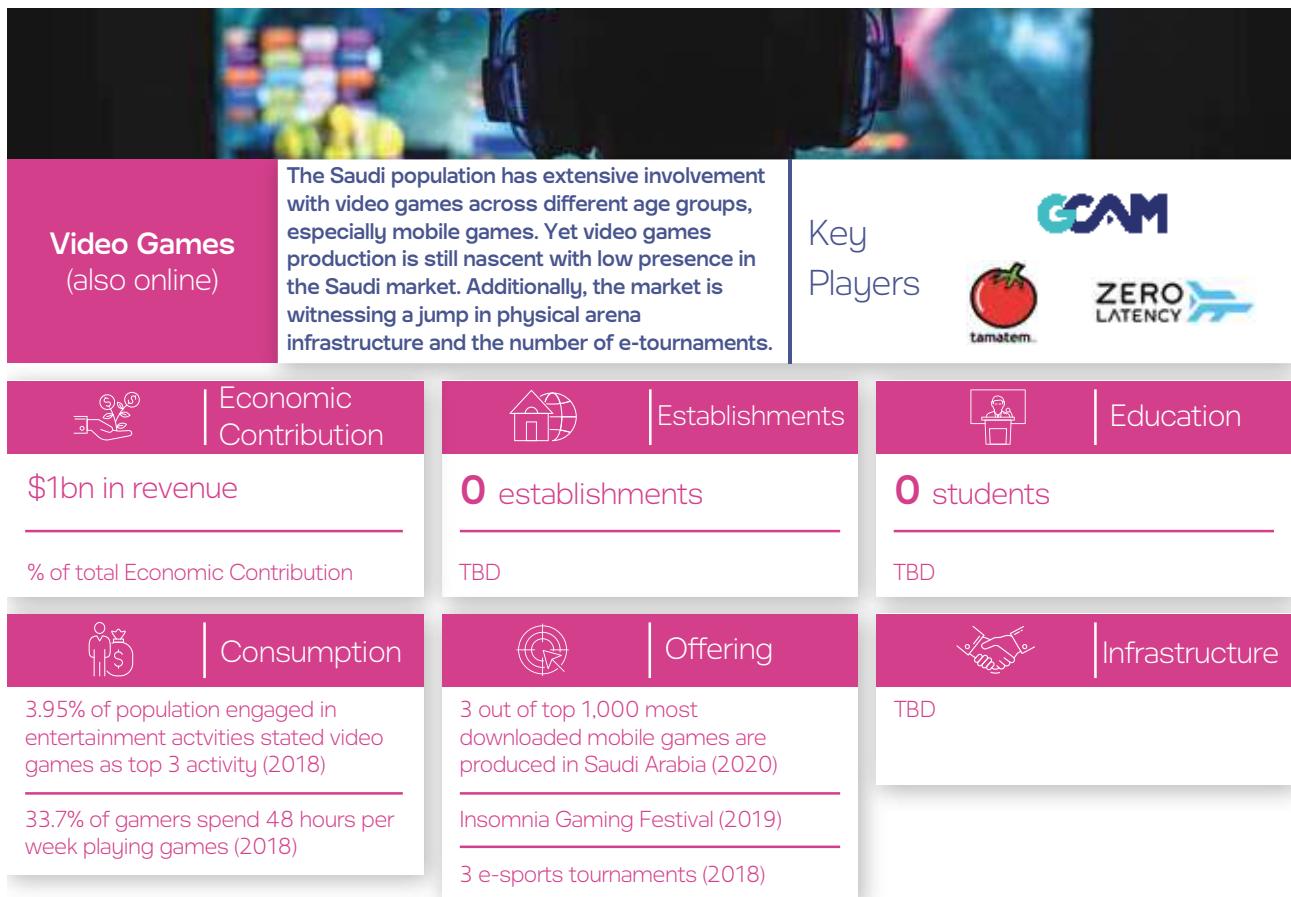 Video Games
(also online)
The Saudi population has extensive involvement
with video games across different age groups,
especially mobile games. Yet video games
production is still nascent with low presence in
the Saudi market. Additionally, the market is
witnessing a jump in physical arena
infrastructure and the number of e-tournaments.
Key
Players
GCAM
tamatem
ZERO
LATENCY
Economic
Contribution
$1bn in revenue
% of total Economic Contribution
Establishments
0 establishments
TBD
Education
0 students
TBD
Consumption
3.95% of population engaged in
entertainment actvities stated video
games as top 3 activity (2018)
33.7% of gamers spend 48 hours per
week playing games (2018)
Offering
3 out of top 1,000 most
downloaded mobile games are
produced in Saudi Arabia (2020)
Insomnia Gaming Festival (2019)
3 e-sports tournaments (2018)
Infrastructure
TBD